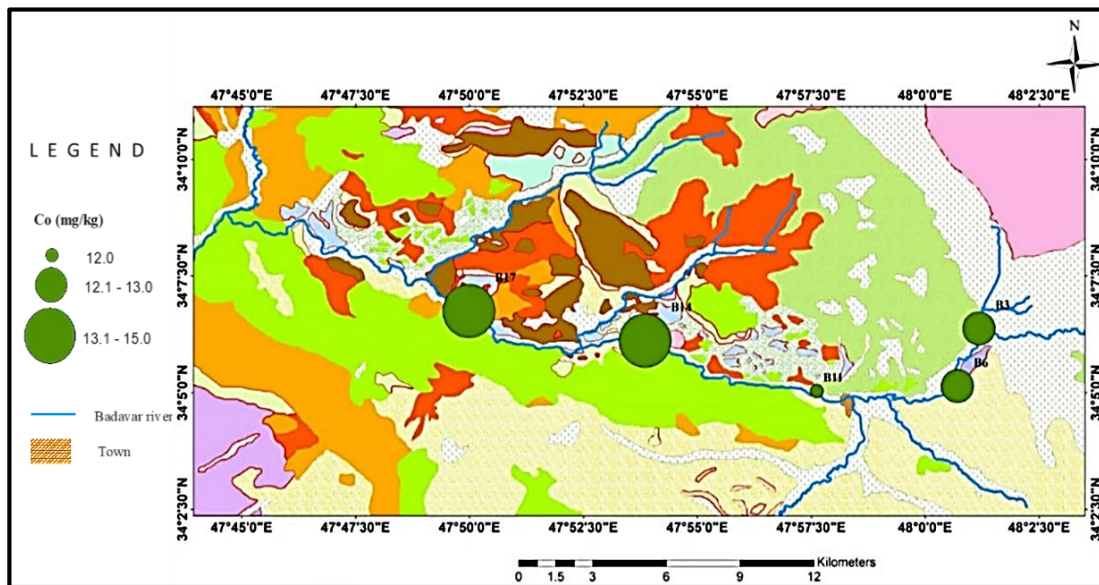 N
47°45'0"E 47°47'30"E 47°50'0"E 47°52'30"E 47°55'0"E 47°57'30"E 48°0'0"E 48°2'30"E
LEGEND
Co (mg/kg)
12.0
12.1 - 13.0
13.1 - 15.0
Badavar river
Town
34°10'0"N
34°7'30"N
34°5'0"N
34°2'30"N
B17
B14
B11
B3
B6
34°10'0"N
34°7'30"N
34°5'0"N
34°2'30"N
47°45'0"E 47°47'30"E 47°50'0"E 47°52'30"E 47°55'0"E 47°57'30"E 48°0'0"E 48°2'30"E
Kilometers
0 1.5 3 6 9 12